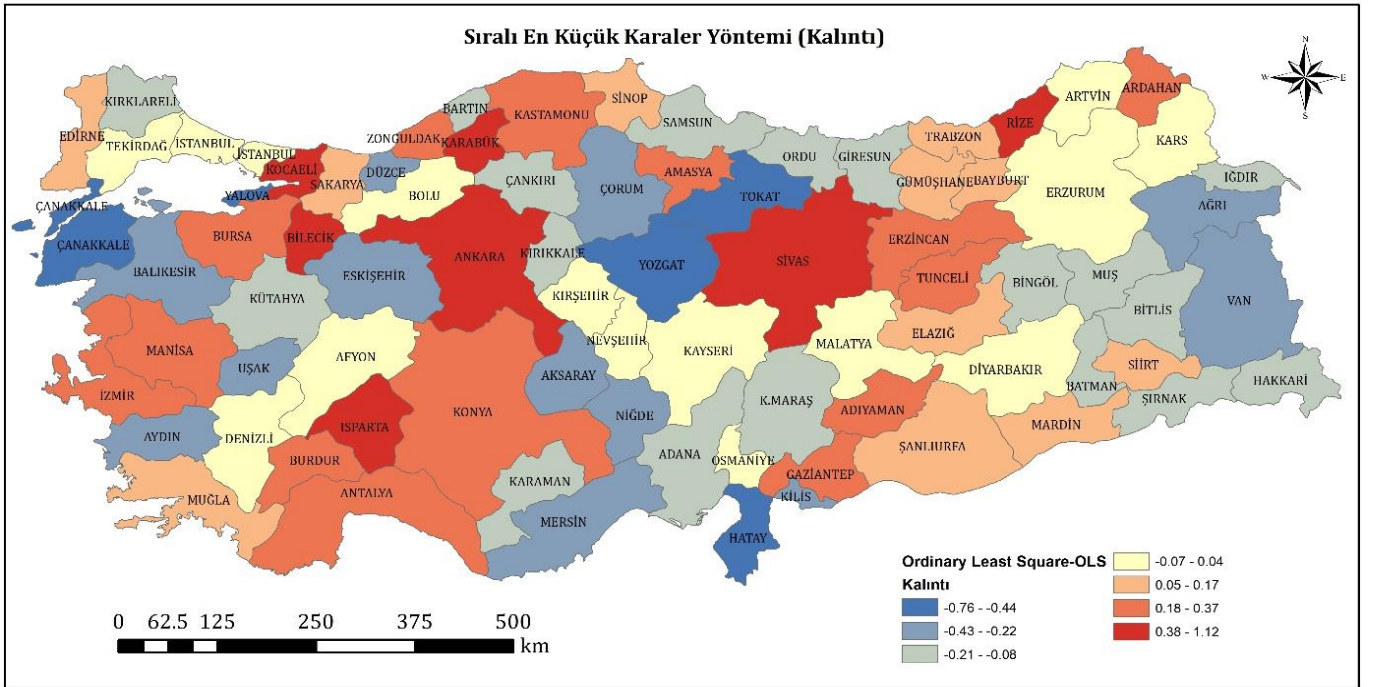 Sıralı En Küçük Karaler Yöntemi (Kalıntı)
N
W
E
S
KIRKLARELİ
EDİRNE
TEKİRDAĞ
İSTANBUL
İSTANBUL
KOCAELİ
YALOVA
SAKARYA
DÜZCE
BOLU
ZONGULDAK
BARTIN
KARABÜK
KASTAMONU
SİNOP
SAMSUN
ÇANKIRI
ÇORUM
AMASYA
ORDU
GİRESUN
TOKAT
TRABZON
RİZE
ARTVİN
ARDAHAN
KARS
GÜMÜŞHANE
BAYBURT
ERZURUM
IĞDIR
AĞRI
ÇANAKKALE
ÇANAKKALE
BALIKESİR
BURSA
BİLECİK
ESKİŞEHİR
ANKARA
KIRIKKALE
YOZGAT
SİVAS
ERZİNCAN
TUNCELİ
BİNGÖL
MUŞ
BİTLİS
VAN
KÜTAHYA
KIRŞEHİR
NEVŞEHİR
KAYSERİ
MALATYA
ELAZIĞ
DİYARBAKIR
BATMAN
SİİRT
ŞIRNAK
HAKKARİ
MANİSA
UŞAK
AFYON
İZMİR
AYDIN
DENİZLİ
ISPARTA
KONYA
AKSARAY
NİĞDE
ADANA
K.MARAŞ
ADIYAMAN
ŞANLIURFA
MARDİN
BURDUR
MUĞLA
ANTALYA
KARAMAN
MERSİN
OSMANİYE
GAZİANTEP
KİLİS
HATAY
0 62.5 125 250 375 500
km
Ordinary Least Square-OLS
Kalıntı
-0.76 - -0.44
-0.43 - -0.22
-0.21 - -0.08
-0.07 - 0.04
0.05 - 0.17
0.18 - 0.37
0.38 - 1.12